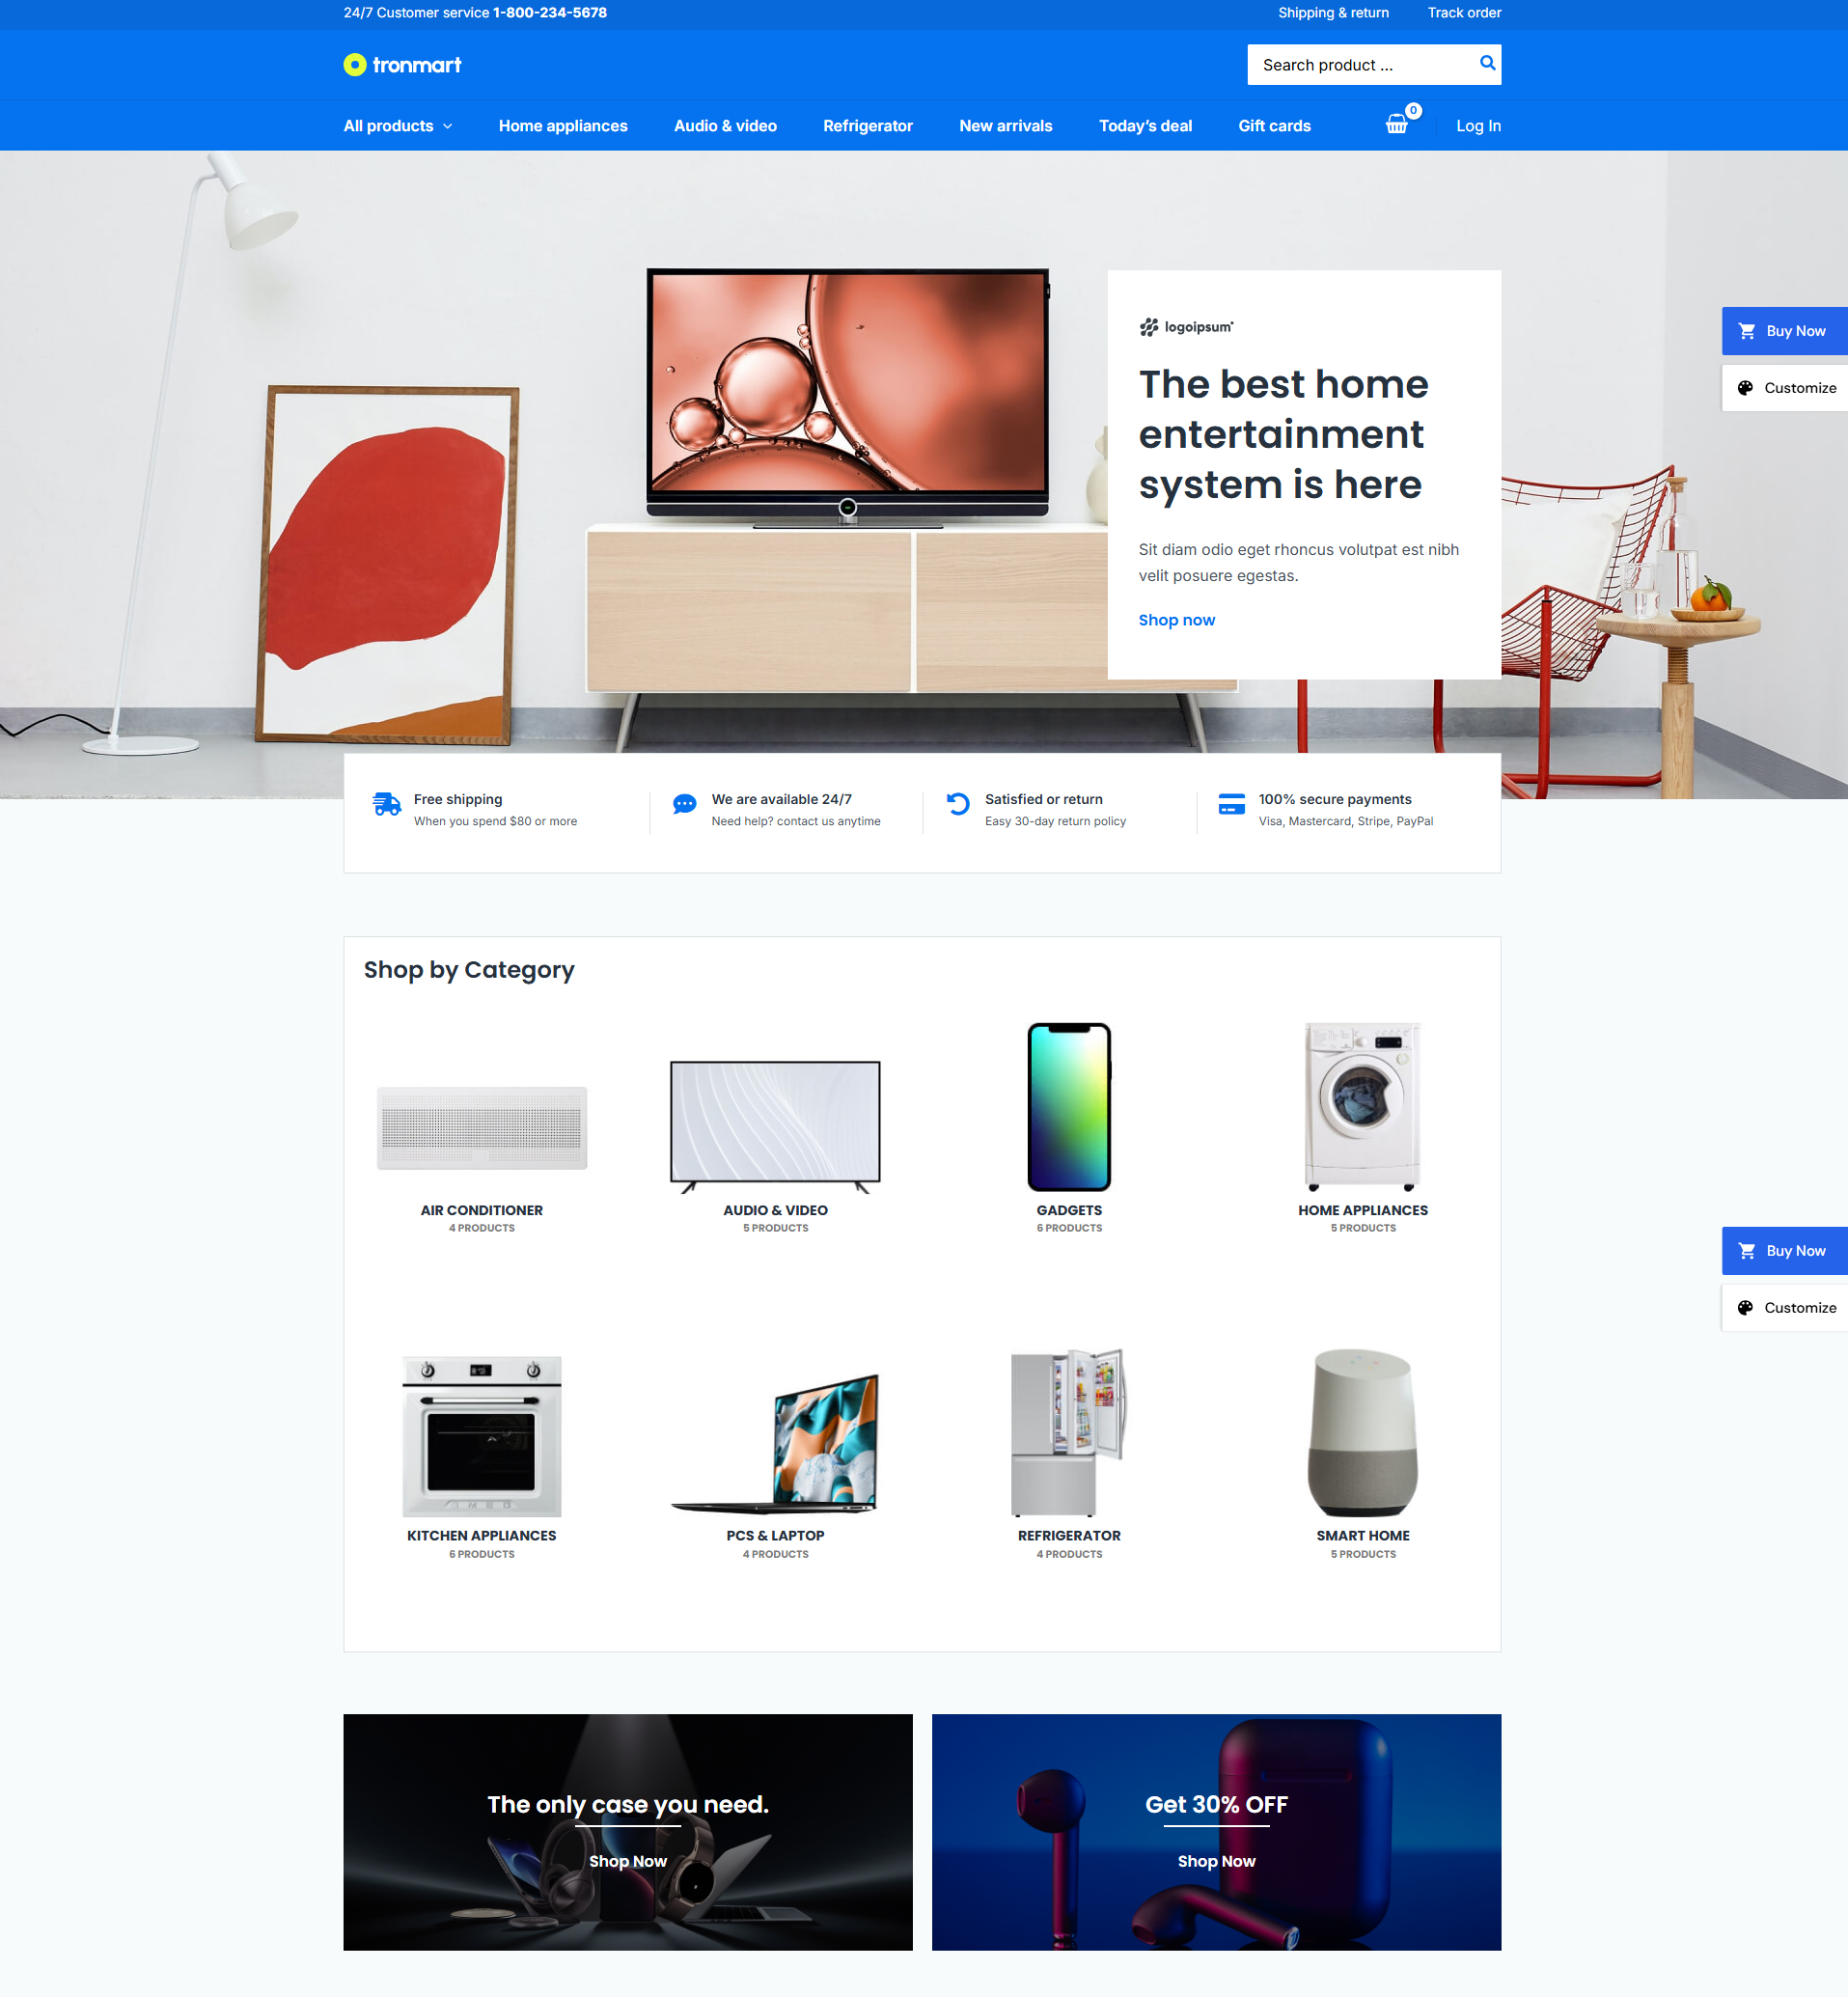 24/7 Customer service 1-800-234-5678
Shipping & return
Track order
tronmart
Search product ...
All products
Home appliances
Audio & video
Refrigerator
New arrivals
Today’s deal
Gift cards
0
Log In
logoipsum
The best home
entertainment
system is here
Sit diam odio eget rhoncus volutpat est nibh
velit posuere egestas.
Shop now
Buy Now
Customize
Free shipping
When you spend $80 or more
We are available 24/7
Need help? contact us anytime
Satisfied or return
Easy 30-day return policy
100% secure payments
Visa, Mastercard, Stripe, PayPal
Shop by Category
AIR CONDITIONER
4 PRODUCTS
AUDIO & VIDEO
5 PRODUCTS
GADGETS
6 PRODUCTS
HOME APPLIANCES
5 PRODUCTS
Buy Now
Customize
KITCHEN APPLIANCES
6 PRODUCTS
PCS & LAPTOP
4 PRODUCTS
REFRIGERATOR
4 PRODUCTS
SMART HOME
5 PRODUCTS
The only case you need.
Shop Now
Get 30% OFF
Shop Now